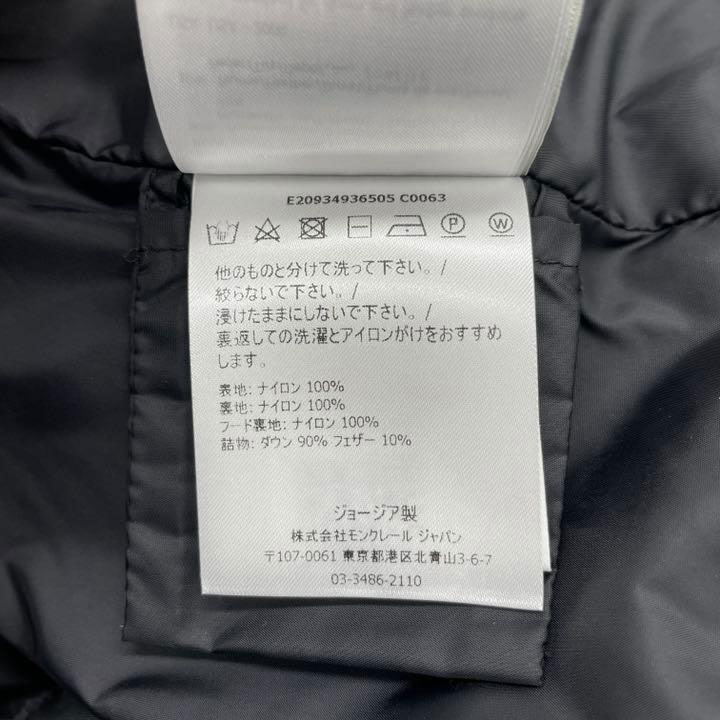 E20934936505 C0063
他のものと分けて洗って下さい。/
絞らないで下さい。/
浸けたままにしないで下さい。/
裏返しての洗濯とアイロンがけをおすすめ
します。
表地: ナイロン 100%
裏地: ナイロン 100%
フード裏地: ナイロン 100%
詰物: ダウン 90% フェザー 10%
ジョージア製
株式会社モンクレール ジャパン
〒107-0061 東京都港区北青山3-6-7
03-3486-2110